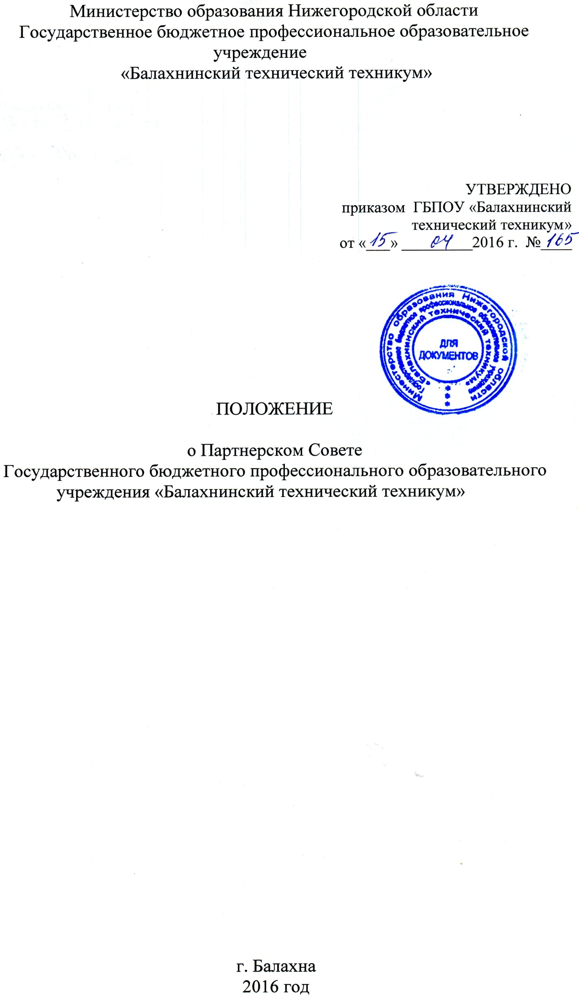 Министерство образования Нижегородской области
Государственное бюджетное профессиональное образовательное
учреждение
«Балахнинский технический техникум»
УТВЕРЖДЕНО
приказом ГБПОУ «Балахнинский
технический техникум»
от «15» 04 2016 г. №165
Министерство образования Нижегородской области
Государственное бюджетное профессиональное образовательное учреждение
«Балахнинский технический техникум»
ДЛЯ
ДОКУМЕНТОВ
* * *
ПОЛОЖЕНИЕ
о Партнерском Совете
Государственного бюджетного профессионального образовательного
учреждения «Балахнинский технический техникум»
г. Балахна
2016 год